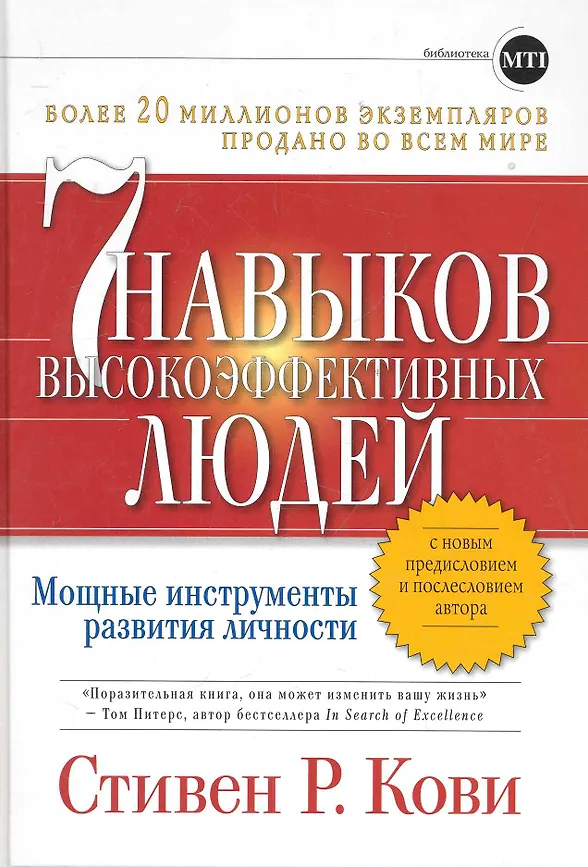 библиотека
MTI
БОЛЕЕ 20 МИЛЛИОНОВ ЭКЗЕМПЛЯРОВ
ПРОДАНО ВО ВСЕМ МИРЕ
7 НАВЫКОВ
ВЫСОКОЭФФЕКТИВНЫХ
ЛЮДЕЙ
с новым
предисловием
и послесловием
автора
Мощные инструменты
развития личности
«Поразительная книга, она может изменить вашу жизнь»
— Том Питерс, автор бестселлера In Search of Excellence
Стивен Р. Кови